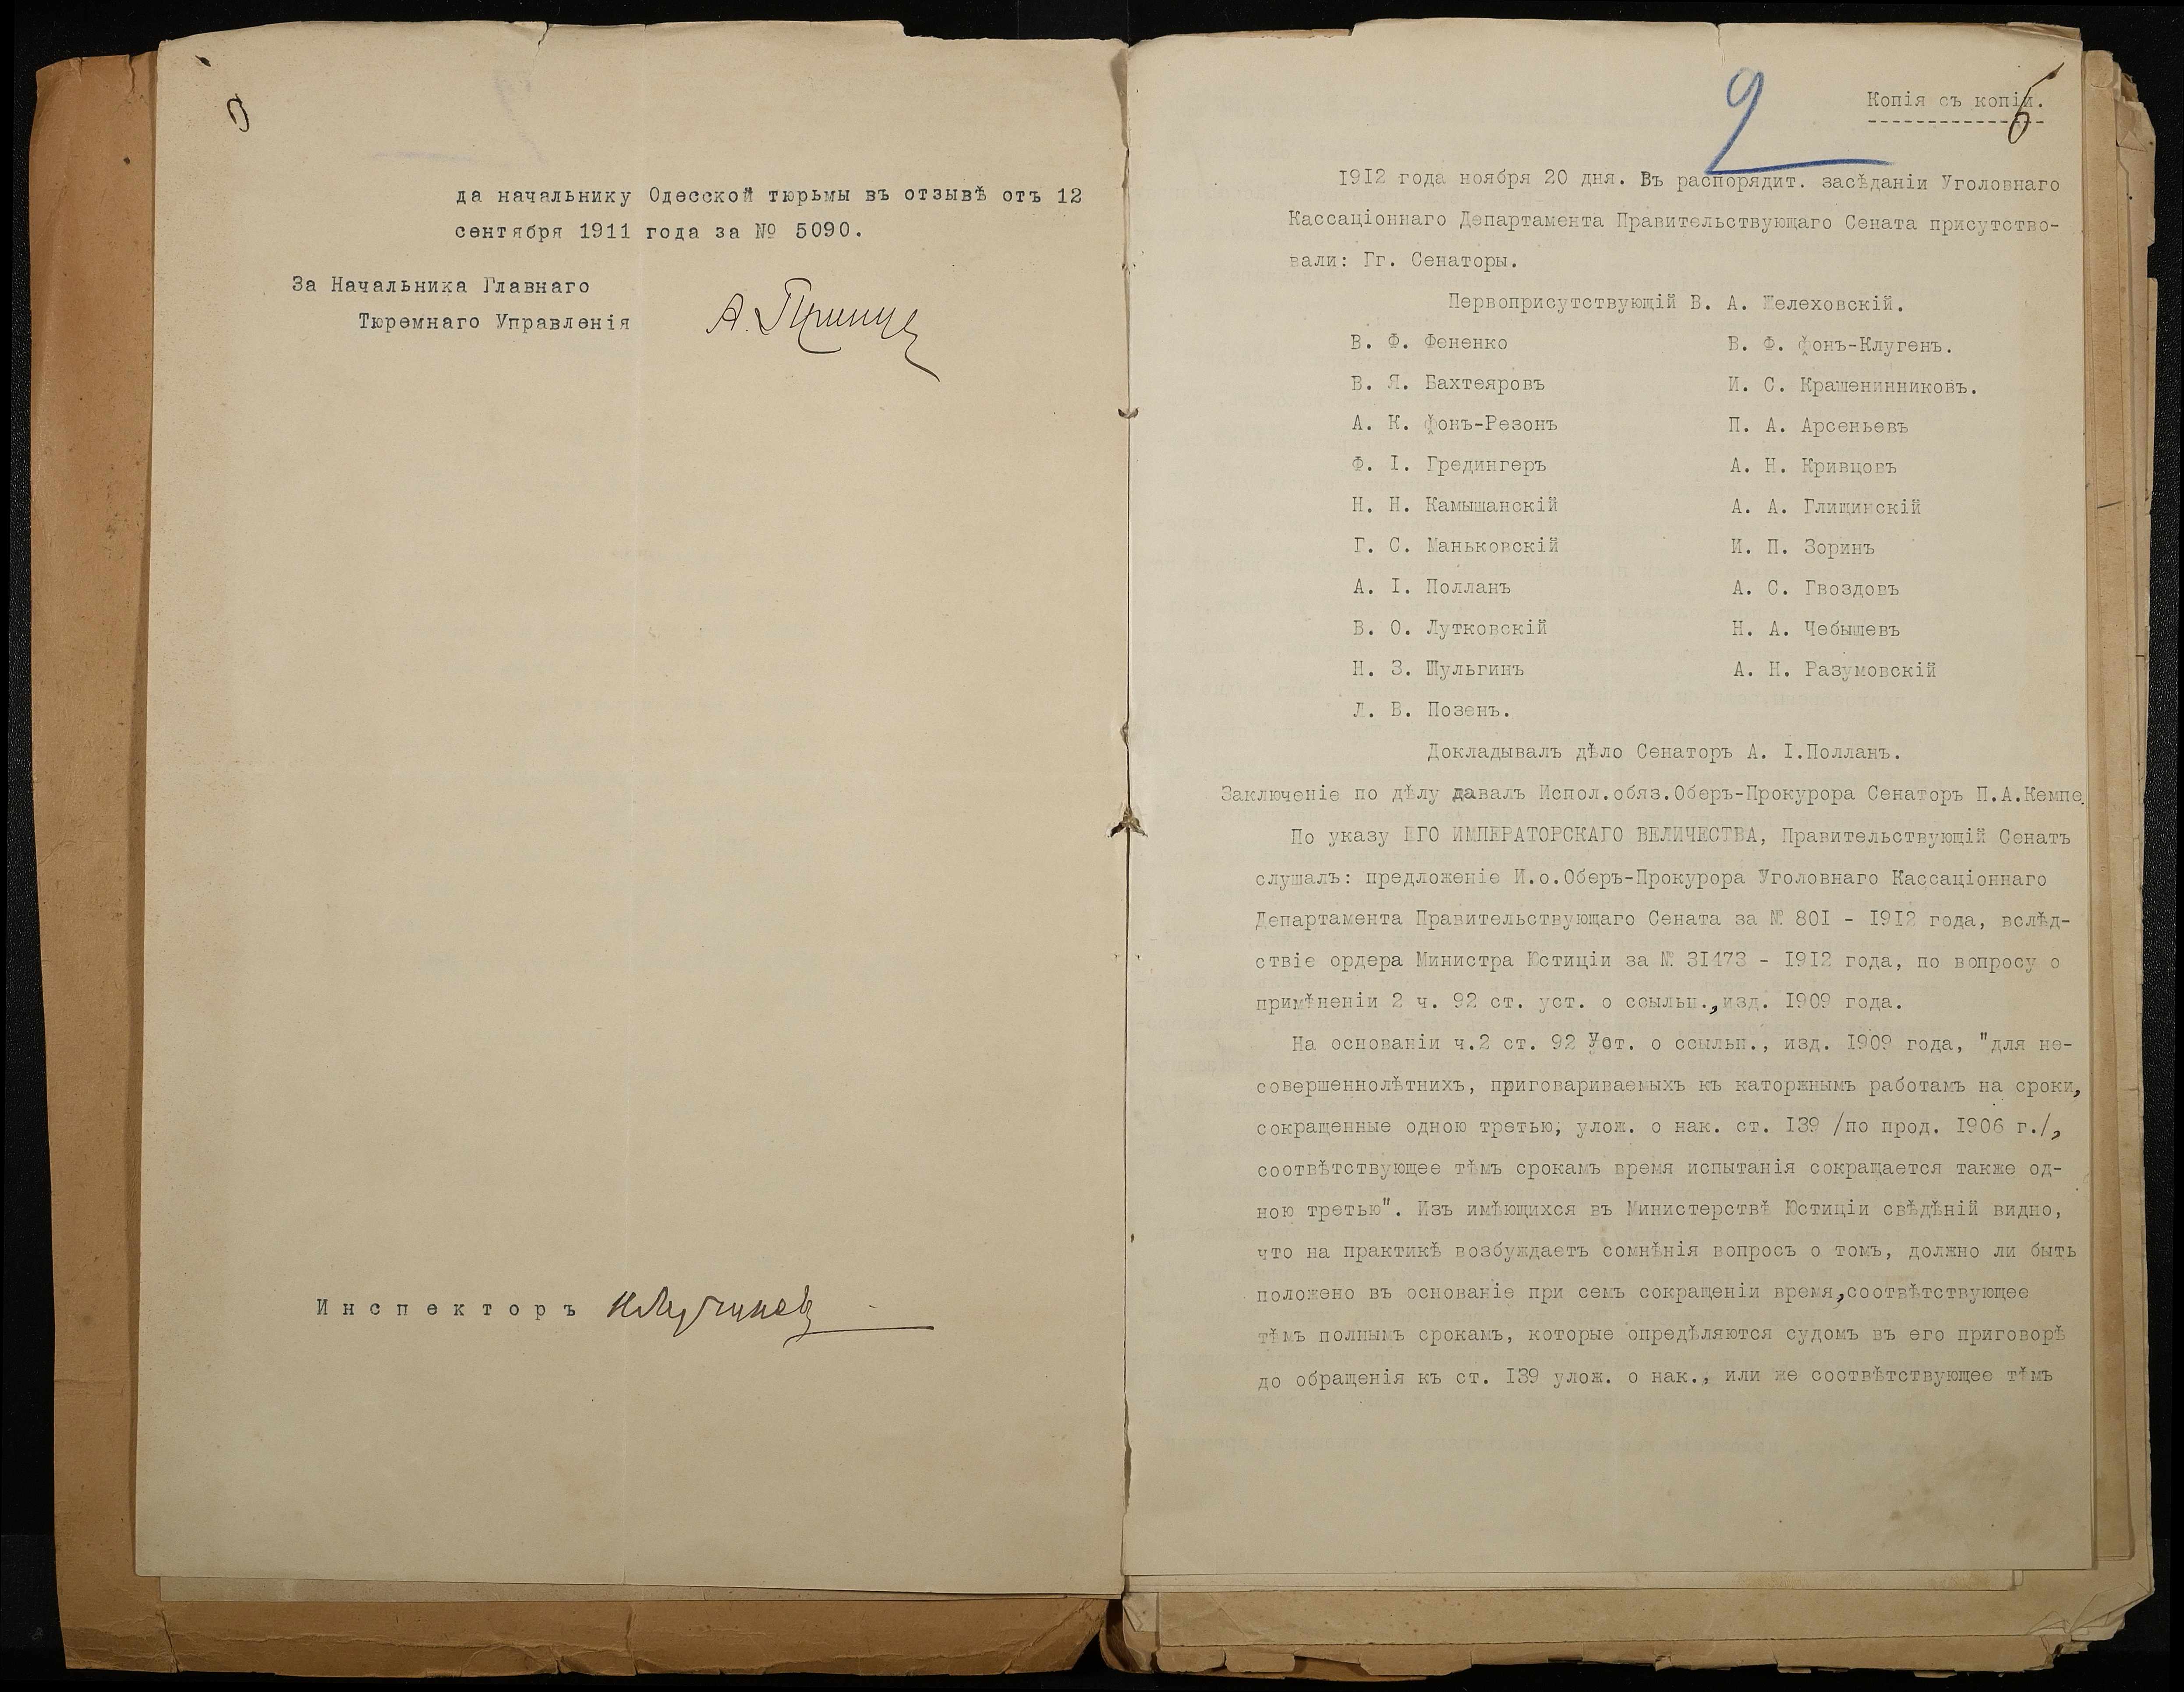 да начальнику Одесской тюрьмы въ отзывѣ отъ 12
сентября 1911 года за № 5090.
За Начальника Главнаго
Тюремнаго Управленія
Инспекторъ
2
Копія съ копіи.
1912 года ноября 20 дня. Въ распорядит. засѣданіи Уголовнаго
Кассаціоннаго Департамента Правительствующаго Сената присутство-
вали: Гг. Сенаторы.
Первоприсутствующій В. А. Желеховскій.
В. Ф. Фененко В. Ф. фонъ-Клугенъ.
В. Я. Бахтеяровъ И. С. Крашенинниковъ.
А. К. фонъ-Резонъ П. А. Арсеньевъ
Ф. І. Гредингеръ А. Н. Кривцовъ
Н. Н. Камышанскій А. А. Глищинскій
Г. С. Маньковскій И. П. Зоринъ
А. І. Полланъ А. С. Гвоздовъ
В. О. Лутковскій Н. А. Чебышевъ
Н. З. Шульгинъ А. Н. Разумовскій
Л. В. Позенъ.
Докладывалъ дѣло Сенаторъ А. І.Полланъ.
Заключеніе по дѣлу давалъ Испол.обяз.Оберъ-Прокурора Сенаторъ П.А.Кемпе.
По указу ЕГО ИМПЕРАТОРСКАГО ВЕЛИЧЕСТВА, Правительствующій Сенатъ
слушалъ: предложеніе И.о.Оберъ-Прокурора Уголовнаго Кассаціоннаго
Департамента Правительствующаго Сената за № 801 - 1912 года, вслѣд-
ствіе ордера Министра Юстиціи за № 31473 - 1912 года, по вопросу о
примѣненіи 2 ч. 92 ст. уст. о ссыльн.,изд. 1909 года.
На основаніи ч.2 ст. 92 Уст. о ссыльн., изд. 1909 года, "для не-
совершеннолѣтнихъ, приговариваемыхъ къ каторжнымъ работамъ на сроки,
сокращенные одною третью, улож. о нак. ст. 139 /по прод. 1906 г./,
соотвѣтствующее тѣмъ срокамъ время испытанія сокращается также од-
ною третью". Изъ имѣющихся въ Министерствѣ Юстиціи свѣдѣній видно,
что на практикѣ возбуждаетъ сомнѣнія вопросъ о томъ, должно ли быть
положено въ основаніе при семъ сокращеніи время,соотвѣтствующее
тѣмъ полнымъ срокамъ, которые опредѣляются судомъ въ его приговорѣ
до обращенія къ ст. 139 улож. о нак., или же соотвѣтствующее тѣмъ